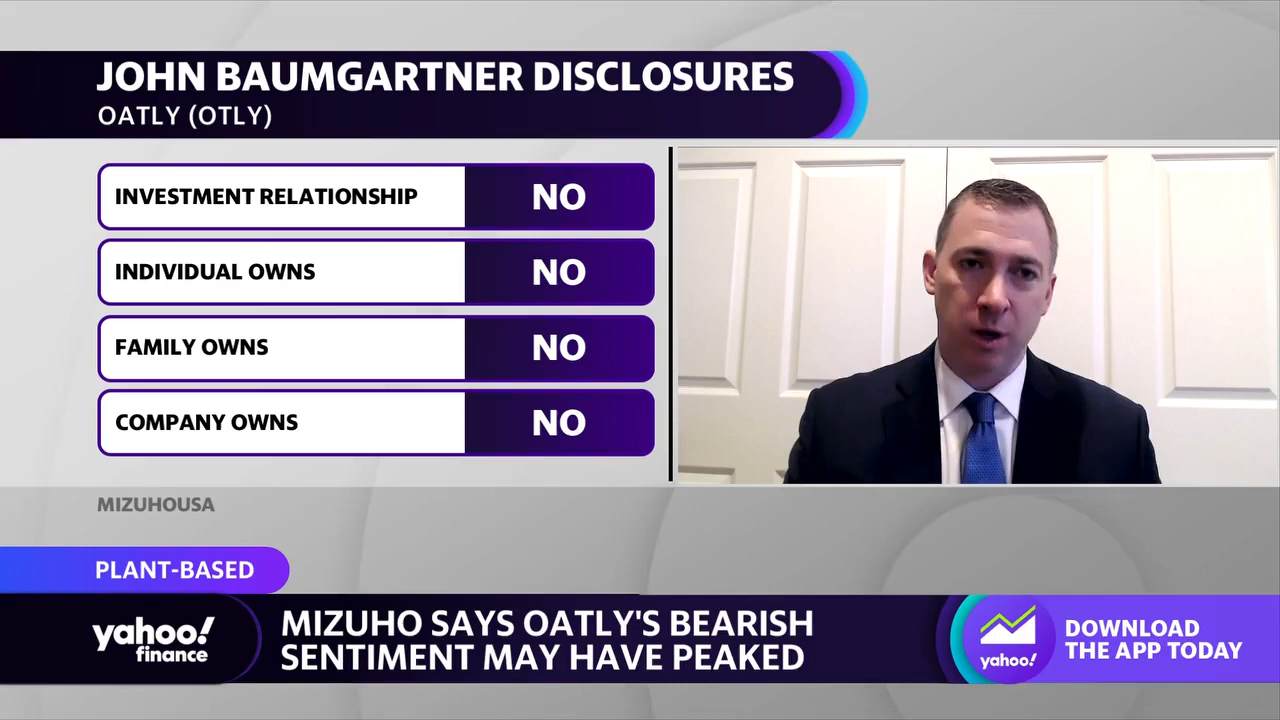 JOHN BAUMGARTNER DISCLOSURES
OATLY (OTLY)
INVESTMENT RELATIONSHIP NO
INDIVIDUAL OWNS NO
FAMILY OWNS NO
COMPANY OWNS NO
MIZUHOUSA
PLANT-BASED
yahoo!
finance
MIZUHO SAYS OATLY'S BEARISH
SENTIMENT MAY HAVE PEAKED
yahoo!
DOWNLOAD
THE APP TODAY